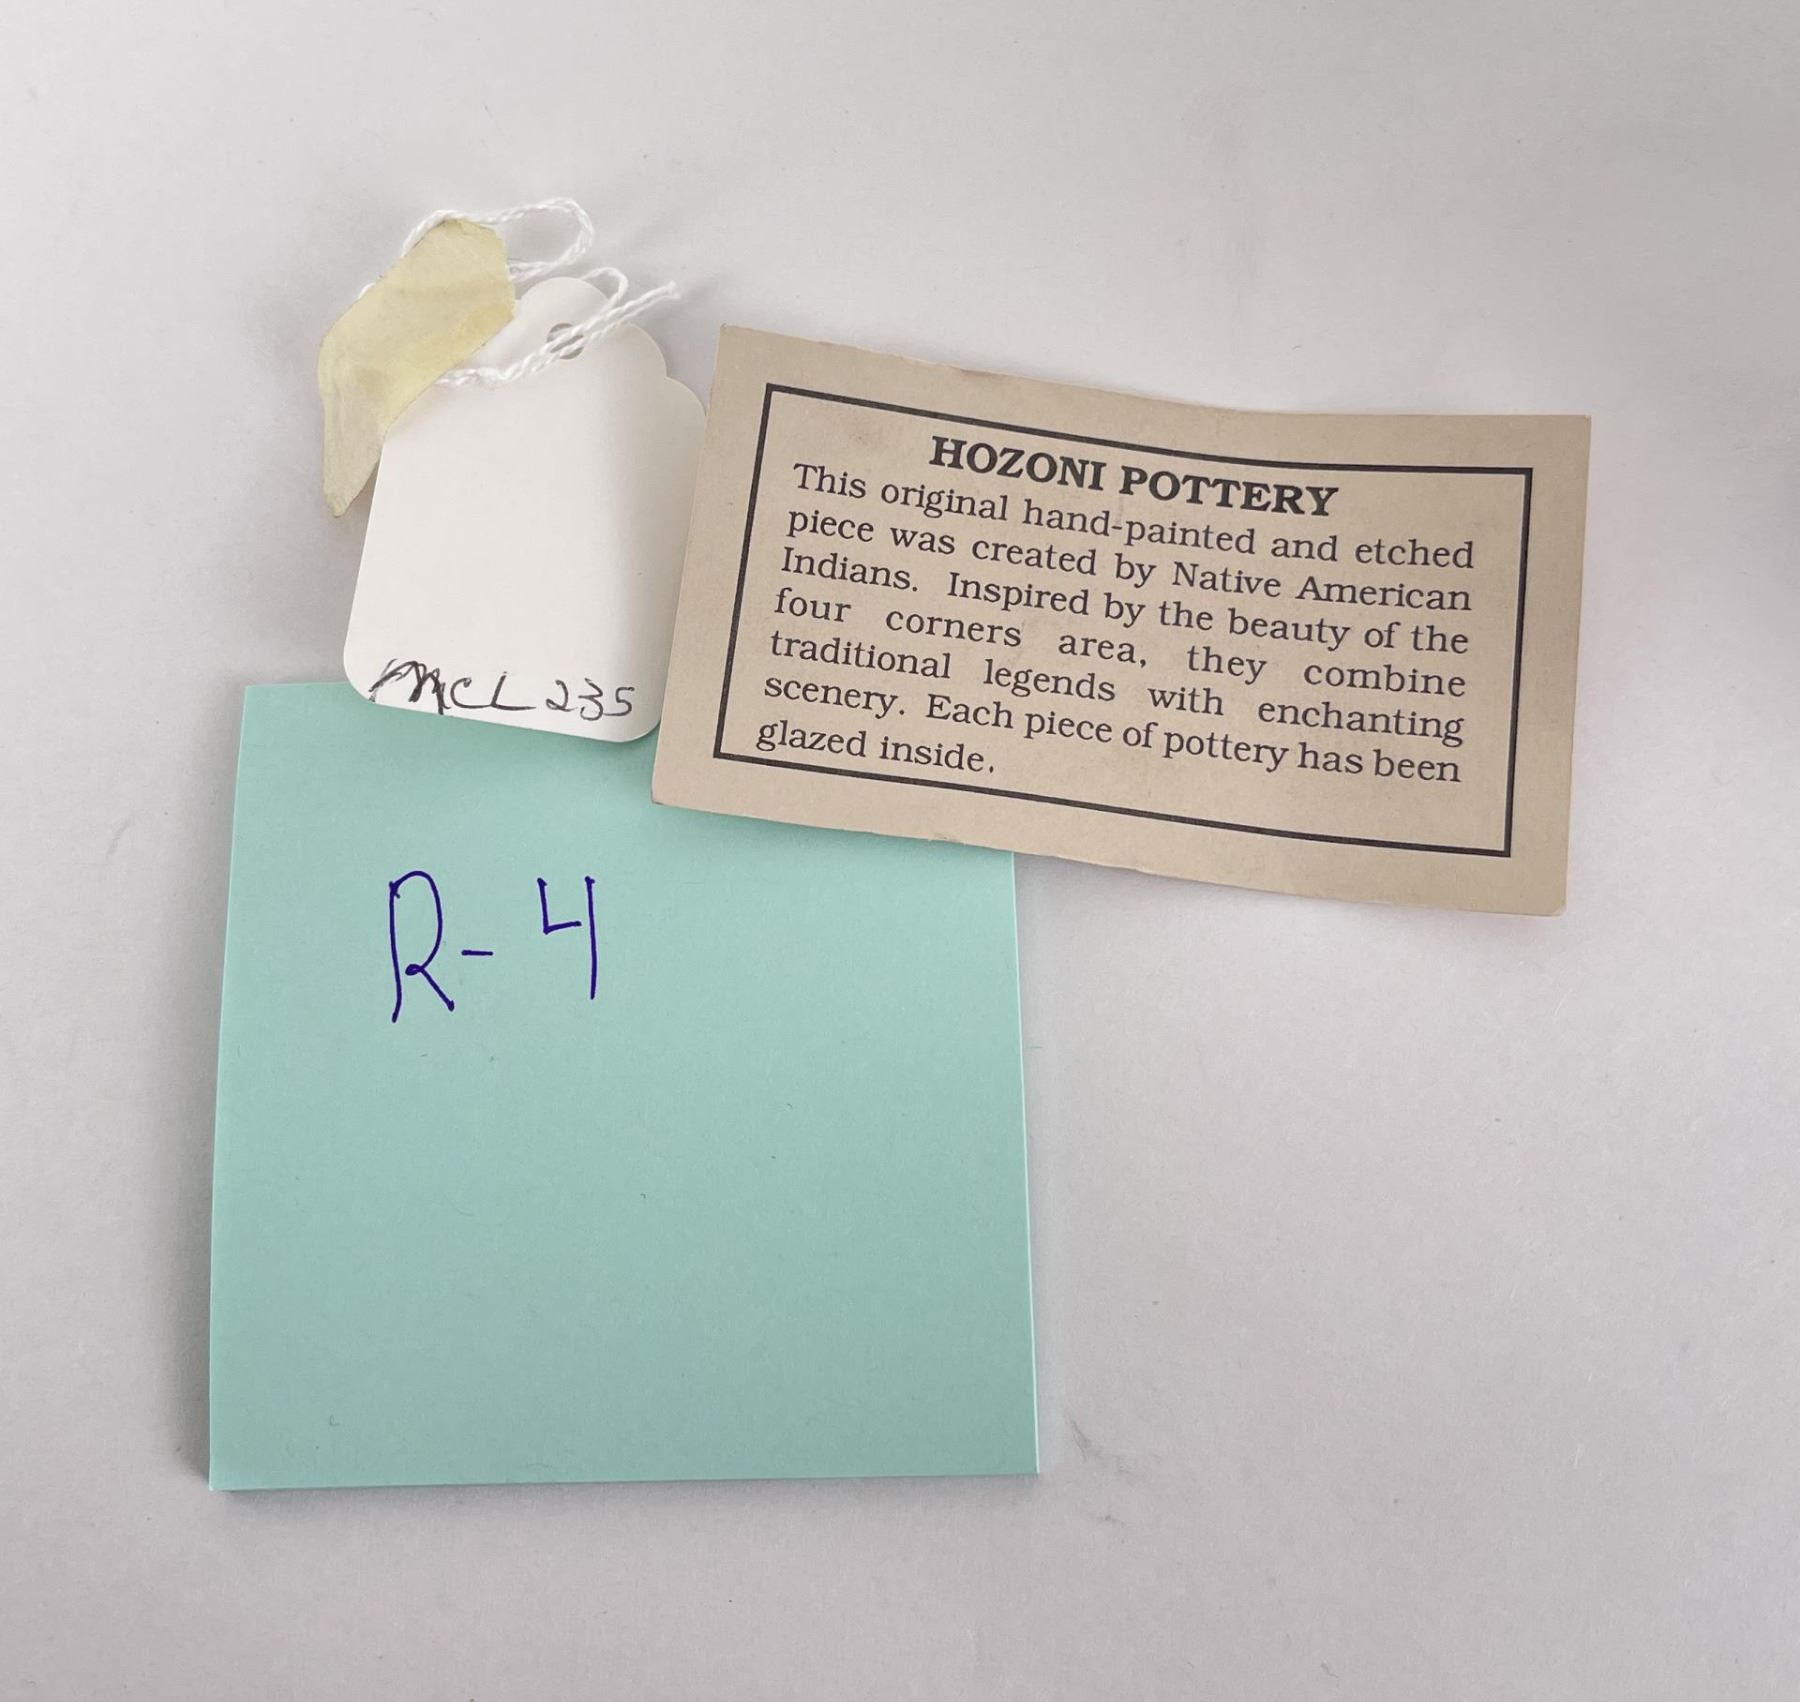 MCL 235
HOZONI POTTERY
This original hand-painted and etched
piece was created by Native American
Indians. Inspired by the beauty of the
four corners area, they combine
traditional legends with enchanting
scenery. Each piece of pottery has been
glazed inside.
R-4